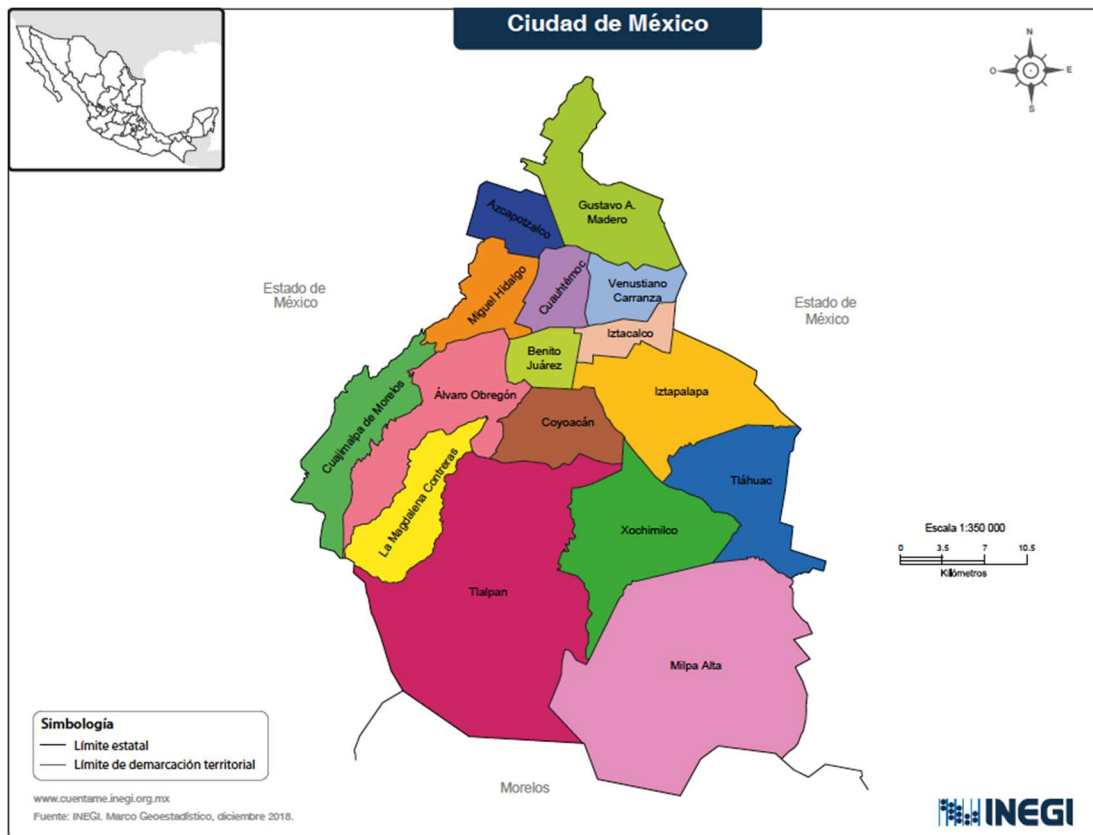 Ciudad de México
N
O
E
S
Gustavo A.
Madero
Azcapotzalco
Estado de
México
Miguel Hidalgo
Cuauhtémoc
Venustiano
Carranza
Estado de
México
Iztacalco
Benito
Juárez
Cuajimalpa de Morelos
Álvaro Obregón
Iztapalapa
Coyoacán
La Magdalena Contreras
Tláhuac
Xochimilco
Escala 1:350 000
0 3.5 7 10.5
Kilómetros
Tlalpan
Milpa Alta
Simbología
Límite estatal
Límite de demarcación territorial
Morelos
www.cuentame.inegi.org.mx
Fuente: INEGI. Marco Geoestadístico, diciembre 2018.
INEGI